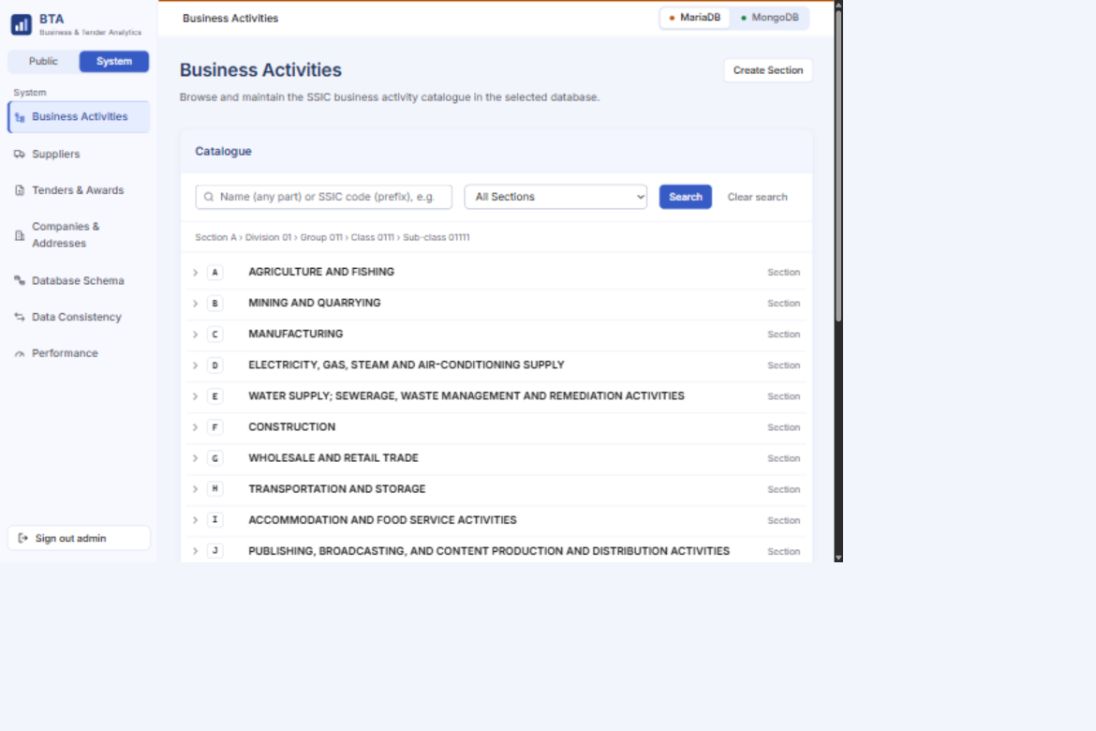 BTA
Business & Tender Analytics
Public
System
System
Business Activities
Suppliers
Tenders & Awards
Companies &
Addresses
Database Schema
Data Consistency
Performance
Sign out admin
Business Activities
MariaDB
MongoDB
Business Activities
Create Section
Browse and maintain the SSIC business activity catalogue in the selected database.
Catalogue
Name (any part) or SSIC code (prefix), e.g.
All Sections
Search
Clear search
Section A › Division 01 › Group 011 › Class 0111 › Sub-class 01111
A AGRICULTURE AND FISHING Section
B MINING AND QUARRYING Section
C MANUFACTURING Section
D ELECTRICITY, GAS, STEAM AND AIR-CONDITIONING SUPPLY Section
E WATER SUPPLY; SEWERAGE, WASTE MANAGEMENT AND REMEDIATION ACTIVITIES Section
F CONSTRUCTION Section
G WHOLESALE AND RETAIL TRADE Section
H TRANSPORTATION AND STORAGE Section
I ACCOMMODATION AND FOOD SERVICE ACTIVITIES Section
J PUBLISHING, BROADCASTING, AND CONTENT PRODUCTION AND DISTRIBUTION ACTIVITIES Section